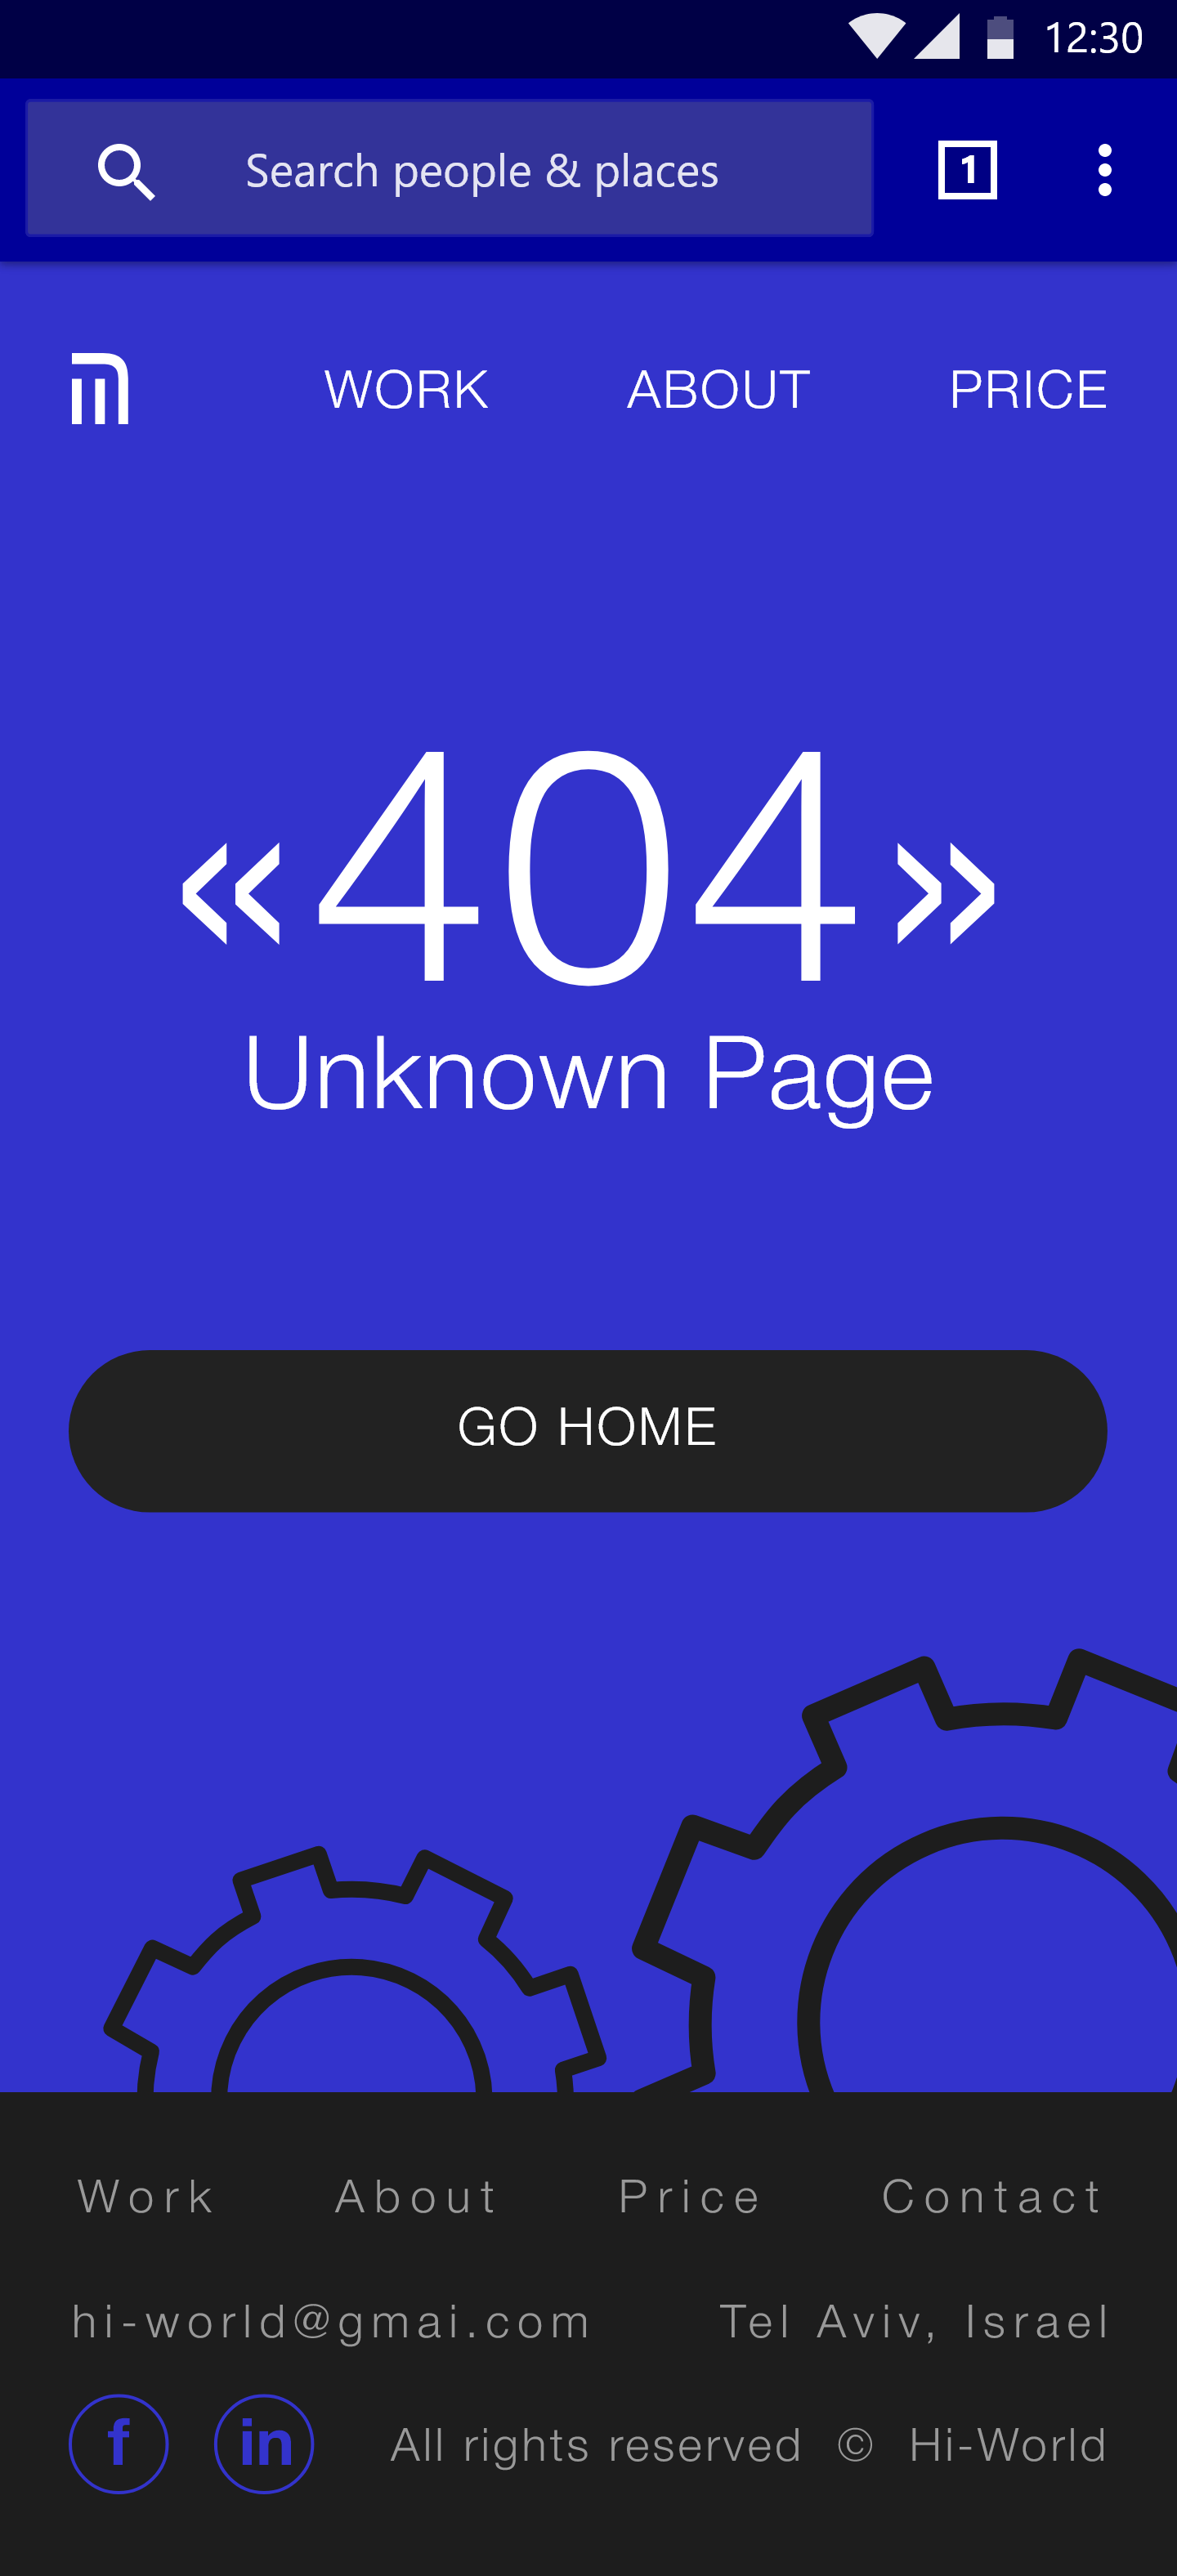 12:30
Search people & places 1
WORK ABOUT PRICE
«404»
Unknown Page
GO HOME
Work About Price Contact
hi-world@gmai.com Tel Aviv, Israel
f in All rights reserved © Hi-World